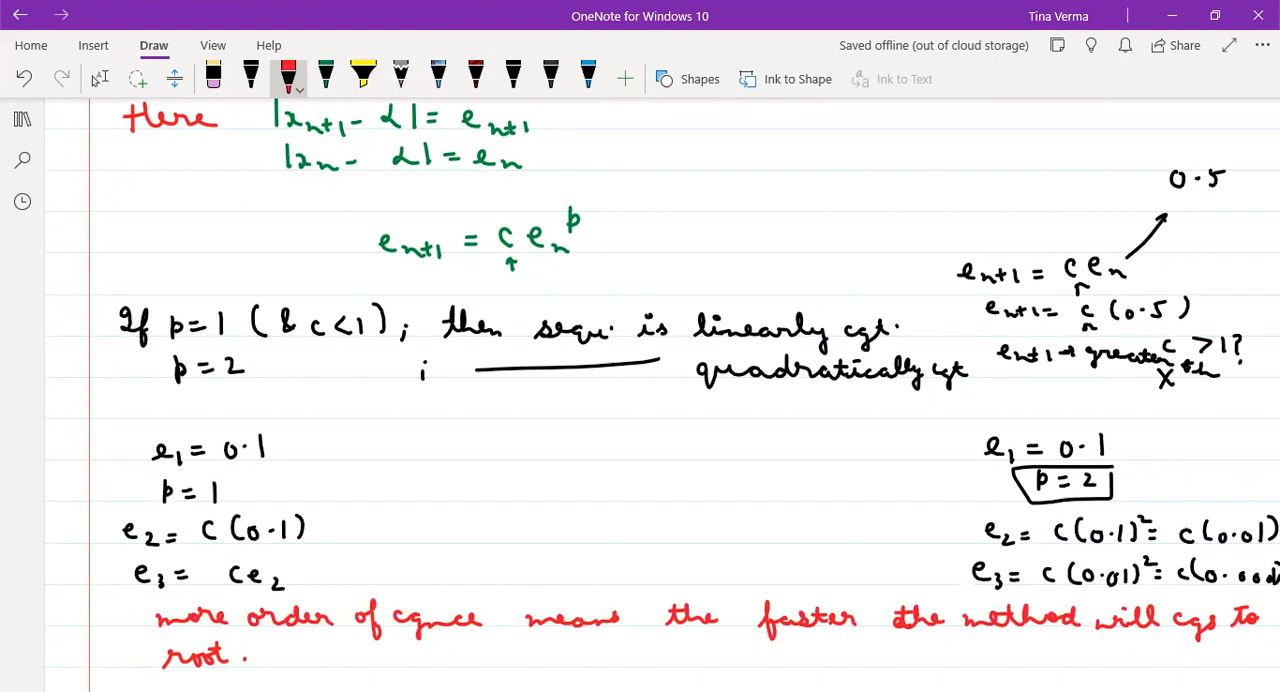 OneNote for Windows 10
Tina Verma
Home Insert Draw View Help
Saved offline (out of cloud storage)
Share
Shapes
Ink to Shape
Ink to Text
Here |xn+1 - α| = en+1
|xn - α| = en
en+1 = c en^p
0.5
en+1 = c en
en+1 = c (0.5)
en+1 → greater th
c > 1?
X
If p=1 (& c<1), then sequ. is linearly cgt.
p=2 i ——— quadratically cgt
e1 = 0.1
p = 1
e2 = c (0.1)
e3 = ce2
e1 = 0.1
p = 2
e2 = c(0.1)² = c(0.01)
e3 = c(0.01)² = c(0.0001
more order of cgnce means the faster the method will cgs to
root.